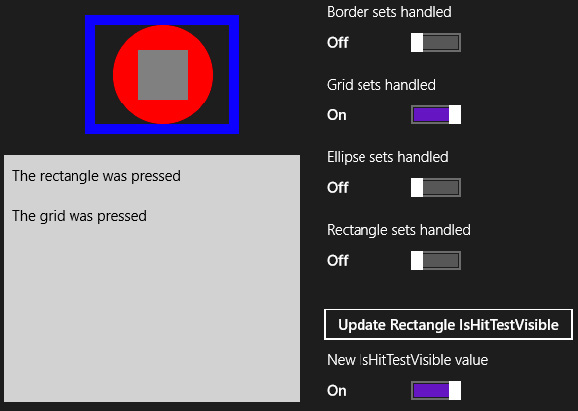 Border sets handled
Off
Grid sets handled
On
Ellipse sets handled
Off
Rectangle sets handled
Off
Update Rectangle IsHitTestVisible
New IsHitTestVisible value
On
The rectangle was pressed
The grid was pressed